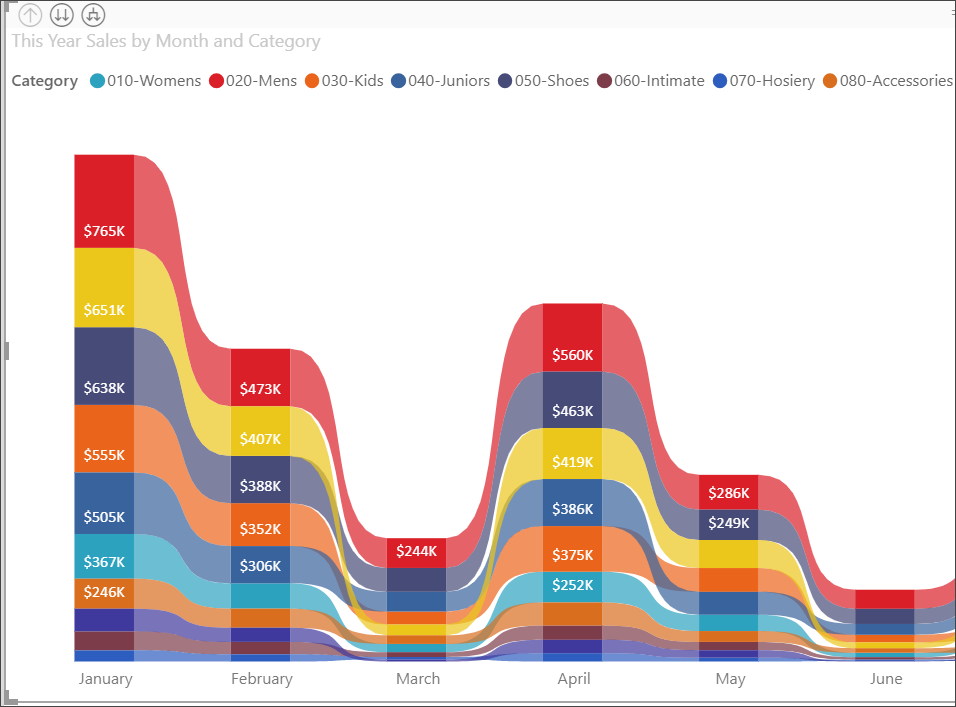 This Year Sales by Month and Category
Category 010-Womens 020-Mens 030-Kids 040-Juniors 050-Shoes 060-Intimate 070-Hosiery 080-Accessories
$765K
$651K
$638K
$555K
$505K
$367K
$246K
$473K
$407K
$388K
$352K
$306K
$244K
$560K
$463K
$419K
$386K
$375K
$252K
$286K
$249K
January February March April May June